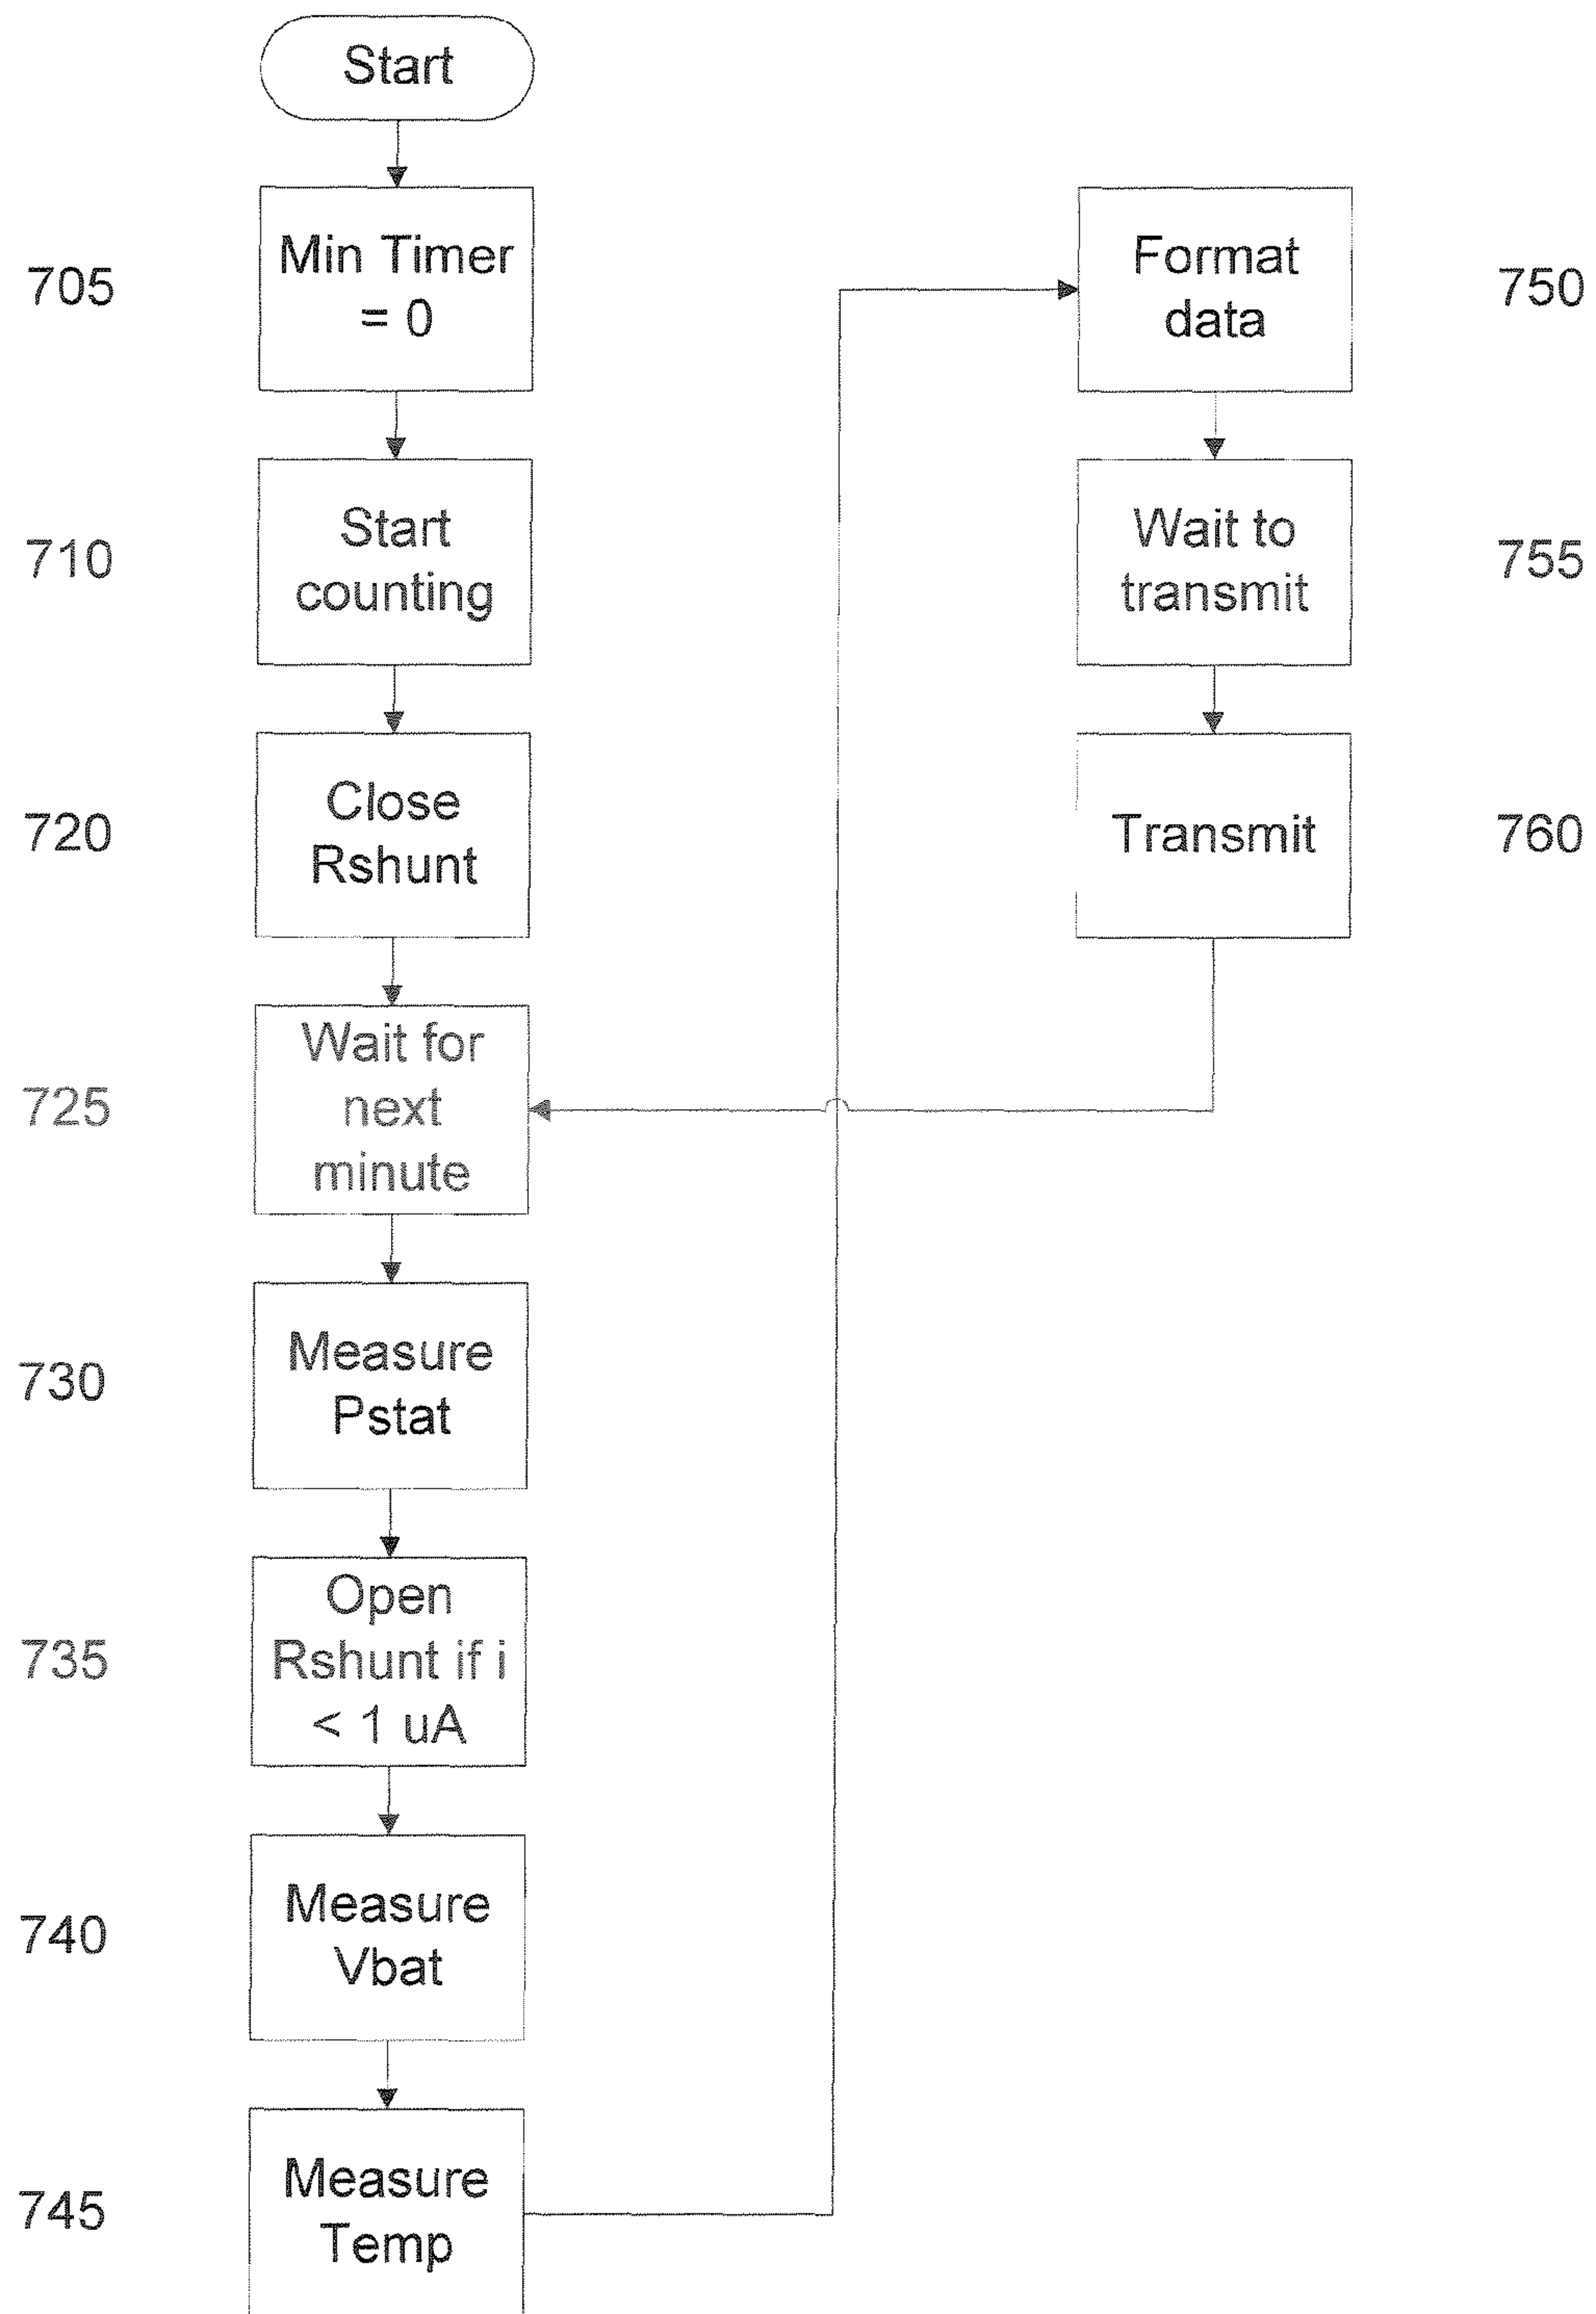 Start
705
Min Timer
= 0
710
Start
counting
720
Close
Rshunt
725
Wait for
next
minute
730
Measure
Pstat
735
Open
Rshunt if i
< 1 uA
740
Measure
Vbat
745
Measure
Temp
Format
data
750
Wait to
transmit
755
Transmit
760